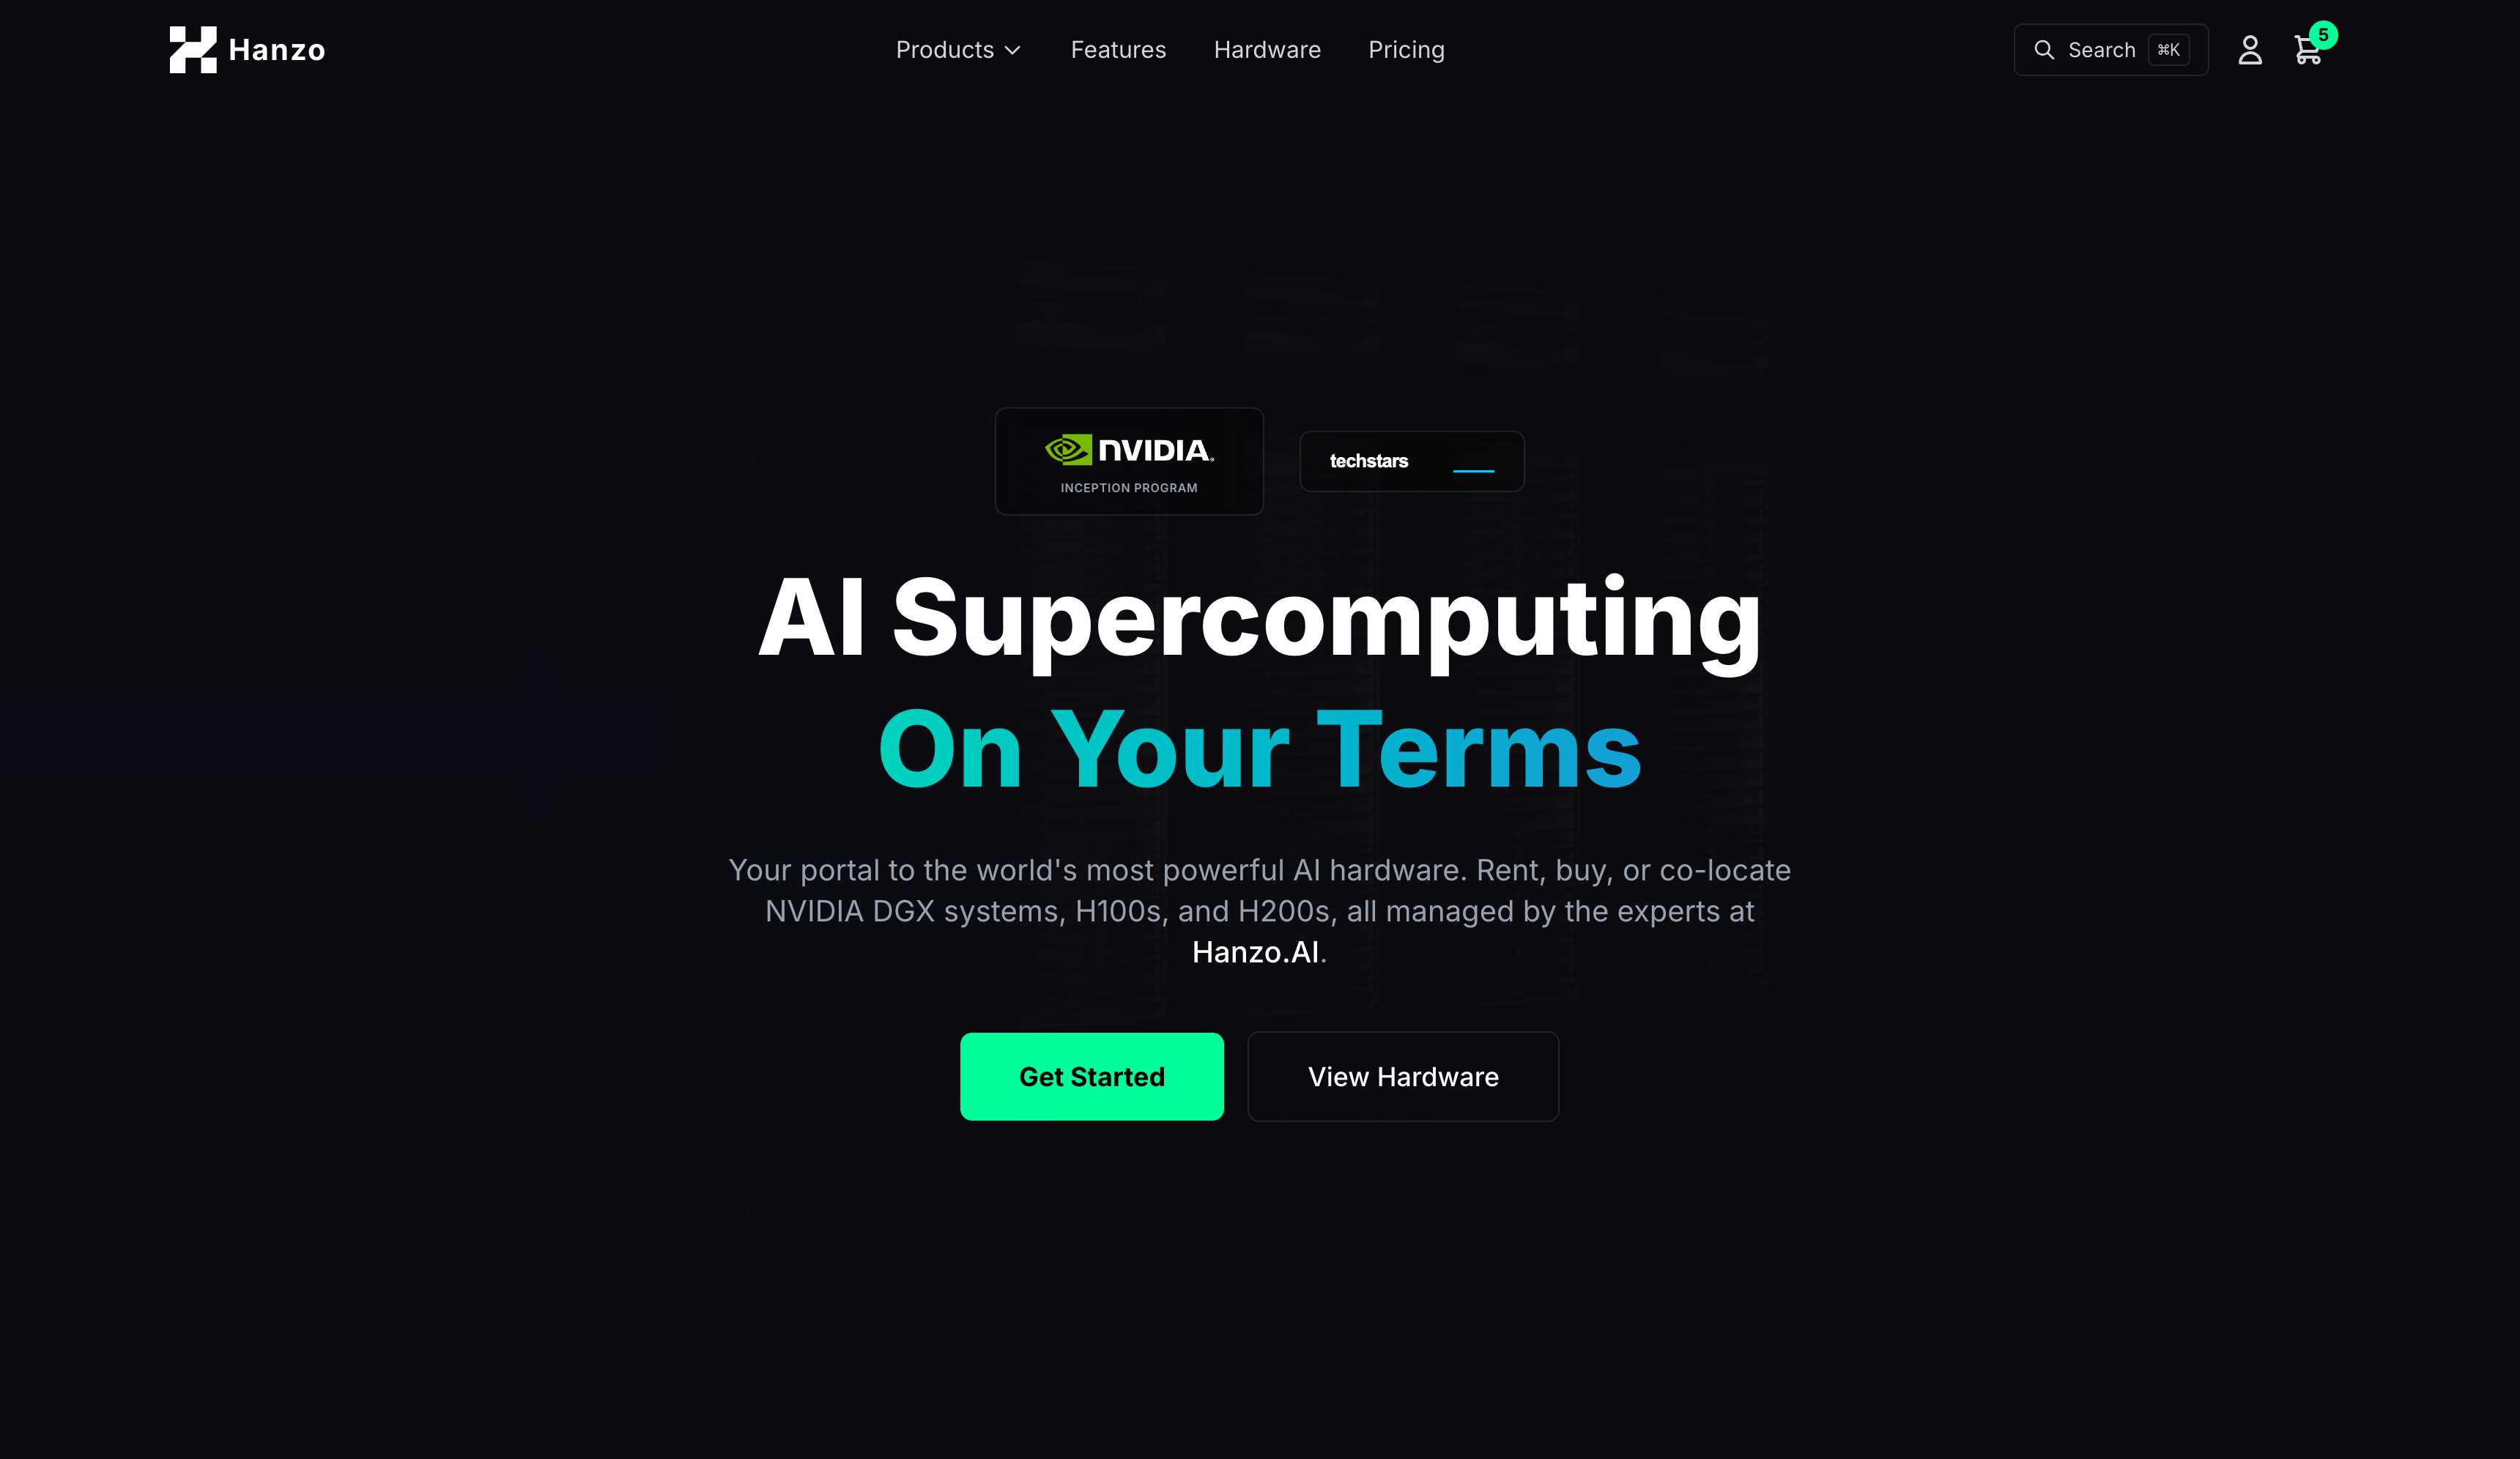 Hanzo
Products
Features
Hardware
Pricing
Search ⌘K
5
NVIDIA.
INCEPTION PROGRAM
techstars
AI Supercomputing
On Your Terms
Your portal to the world's most powerful AI hardware. Rent, buy, or co-locate
NVIDIA DGX systems, H100s, and H200s, all managed by the experts at
Hanzo.AI.
Get Started
View Hardware